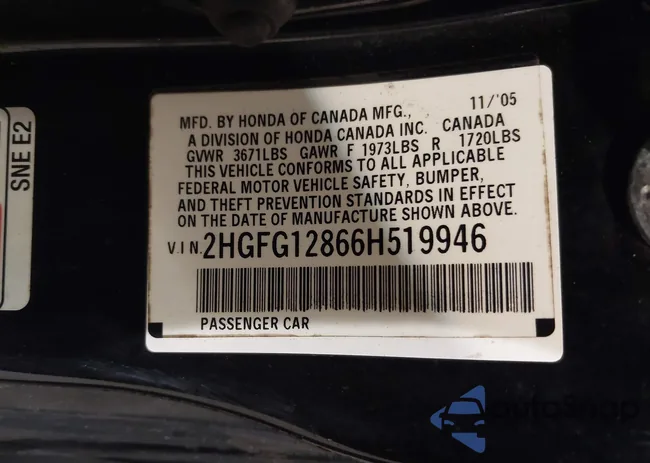 MFD. BY HONDA OF CANADA MFG., 11/'05
A DIVISION OF HONDA CANADA INC. CANADA
GVWR 3671LBS GAWR F 1973LBS R 1720LBS
THIS VEHICLE CONFORMS TO ALL APPLICABLE
FEDERAL MOTOR VEHICLE SAFETY, BUMPER,
AND THEFT PREVENTION STANDARDS IN EFFECT
ON THE DATE OF MANUFACTURE SHOWN ABOVE.
V.I.N. 2HGFG12866H519946
PASSENGER CAR
SNE E2
autosnap